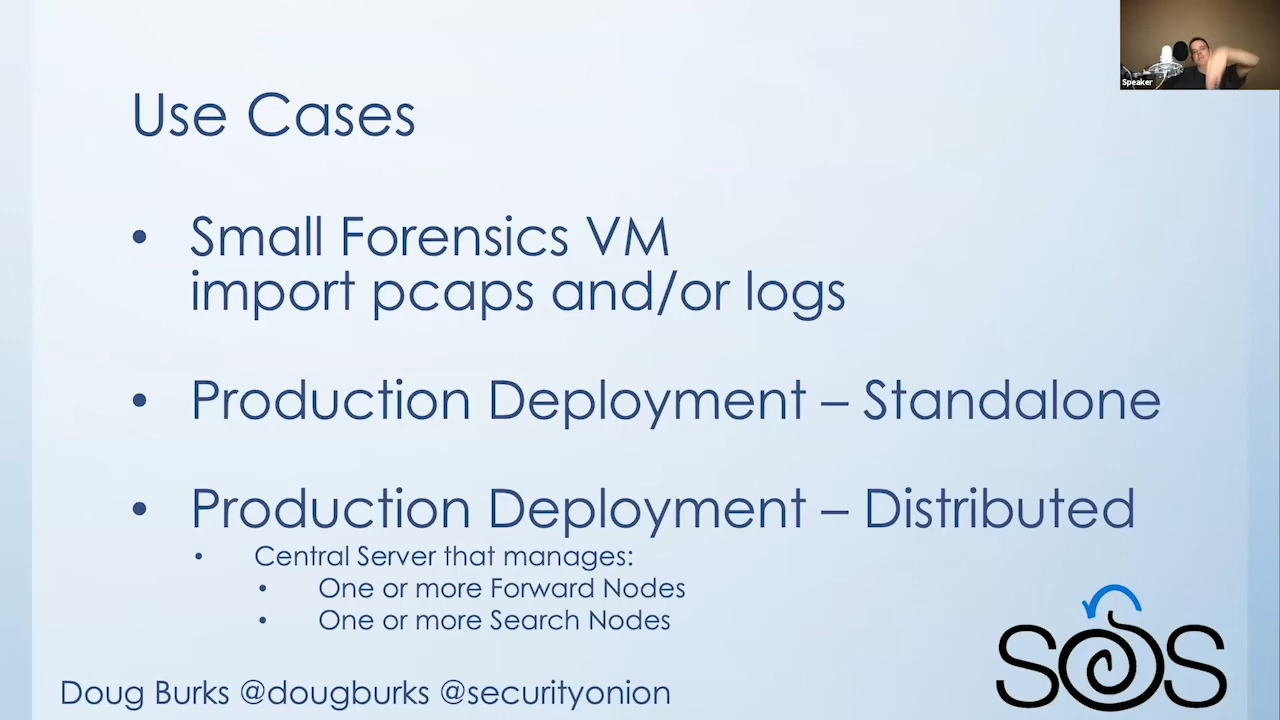 Speaker
Use Cases
• Small Forensics VM
import pcaps and/or logs
• Production Deployment – Standalone
• Production Deployment – Distributed
• Central Server that manages:
• One or more Forward Nodes
• One or more Search Nodes
Doug Burks @dougburks @securityonion
SOS